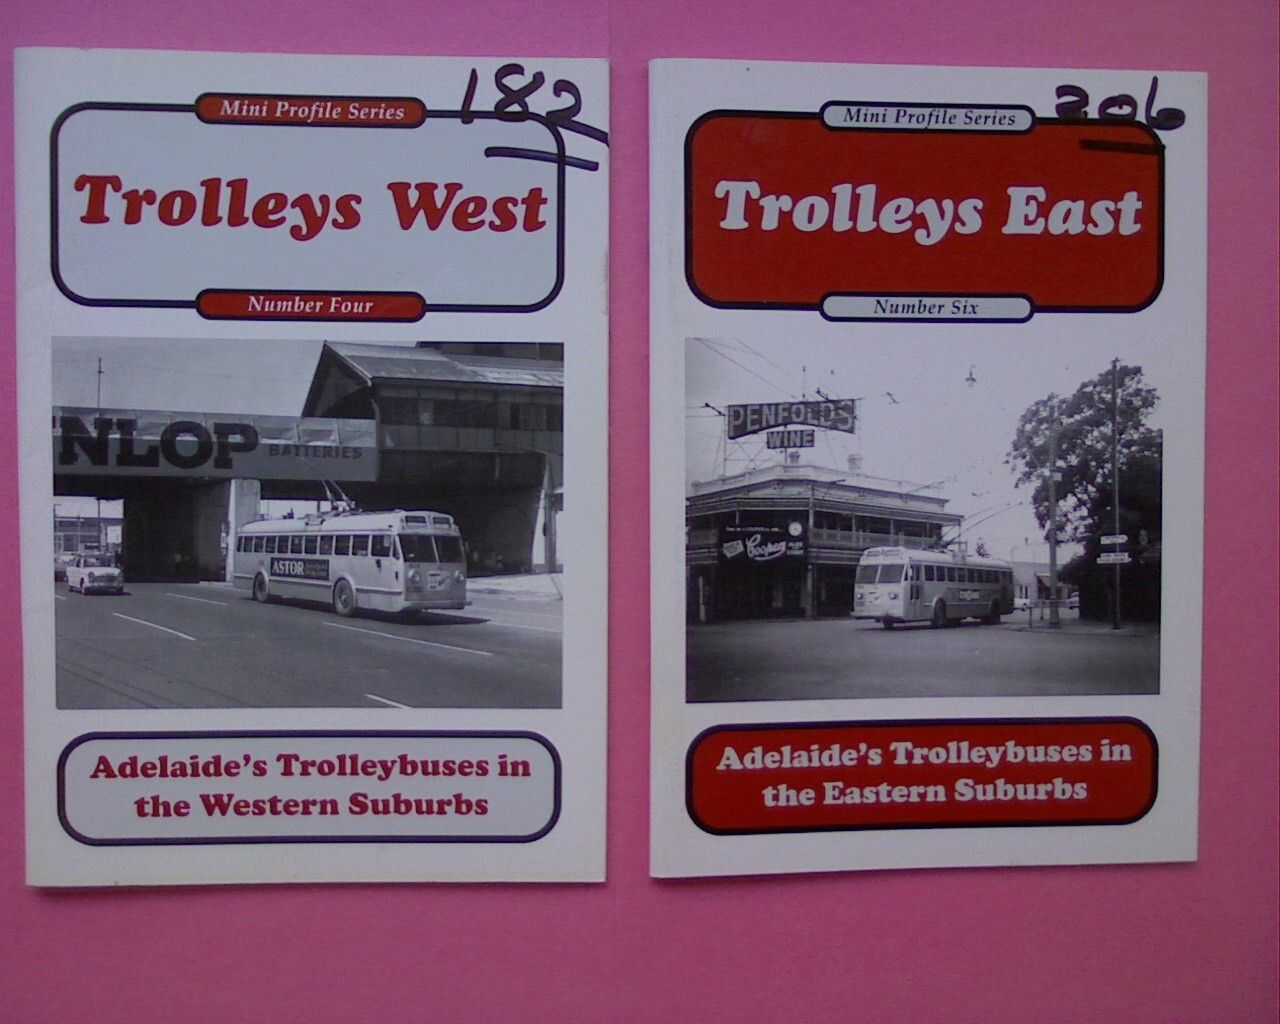 182
Mini Profile Series
Trolleys West
Number Four
NLOP
BATTERIES
ASTOR
Adelaide's Trolleybuses in
the Western Suburbs
206
Mini Profile Series
Trolleys East
Number Six
PENFOLDS
WINE
Coopers
Adelaide's Trolleybuses in
the Eastern Suburbs